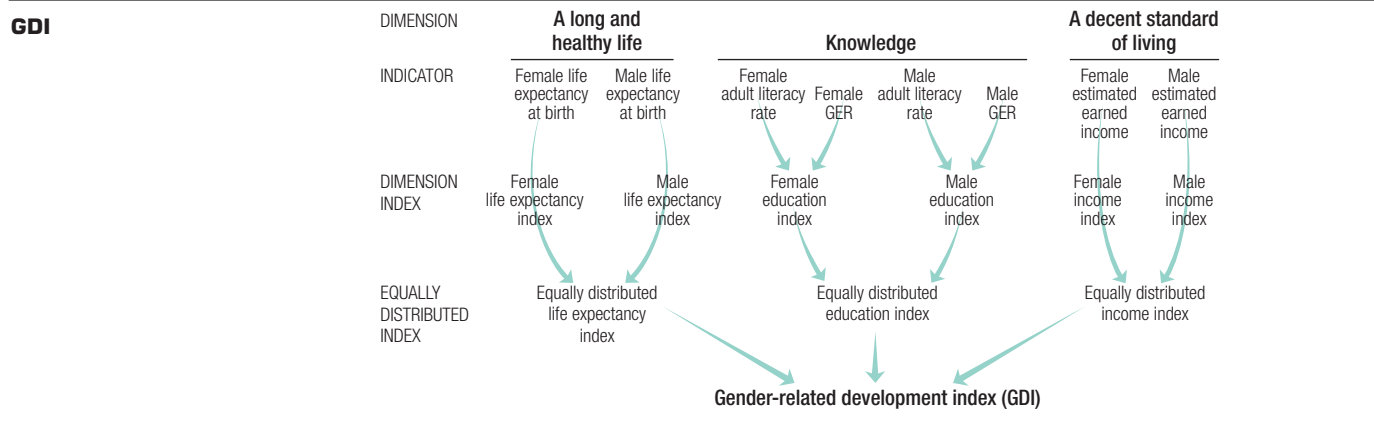 GDI
DIMENSION
A long and
healthy life
Knowledge
A decent standard
of living
INDICATOR
Female life
expectancy
at birth
Male life
expectancy
at birth
Female
adult literacy
rate
Female
GER
Male
adult literacy
rate
Male
GER
Female
estimated
earned
income
Male
estimated
earned
income
DIMENSION
INDEX
Female
life expectancy
index
Male
life expectancy
index
Female
education
index
Male
education
index
Female
income
index
Male
income
index
EQUALLY
DISTRIBUTED
INDEX
Equally distributed
life expectancy
index
Equally distributed
education index
Equally distributed
income index
Gender-related development index (GDI)